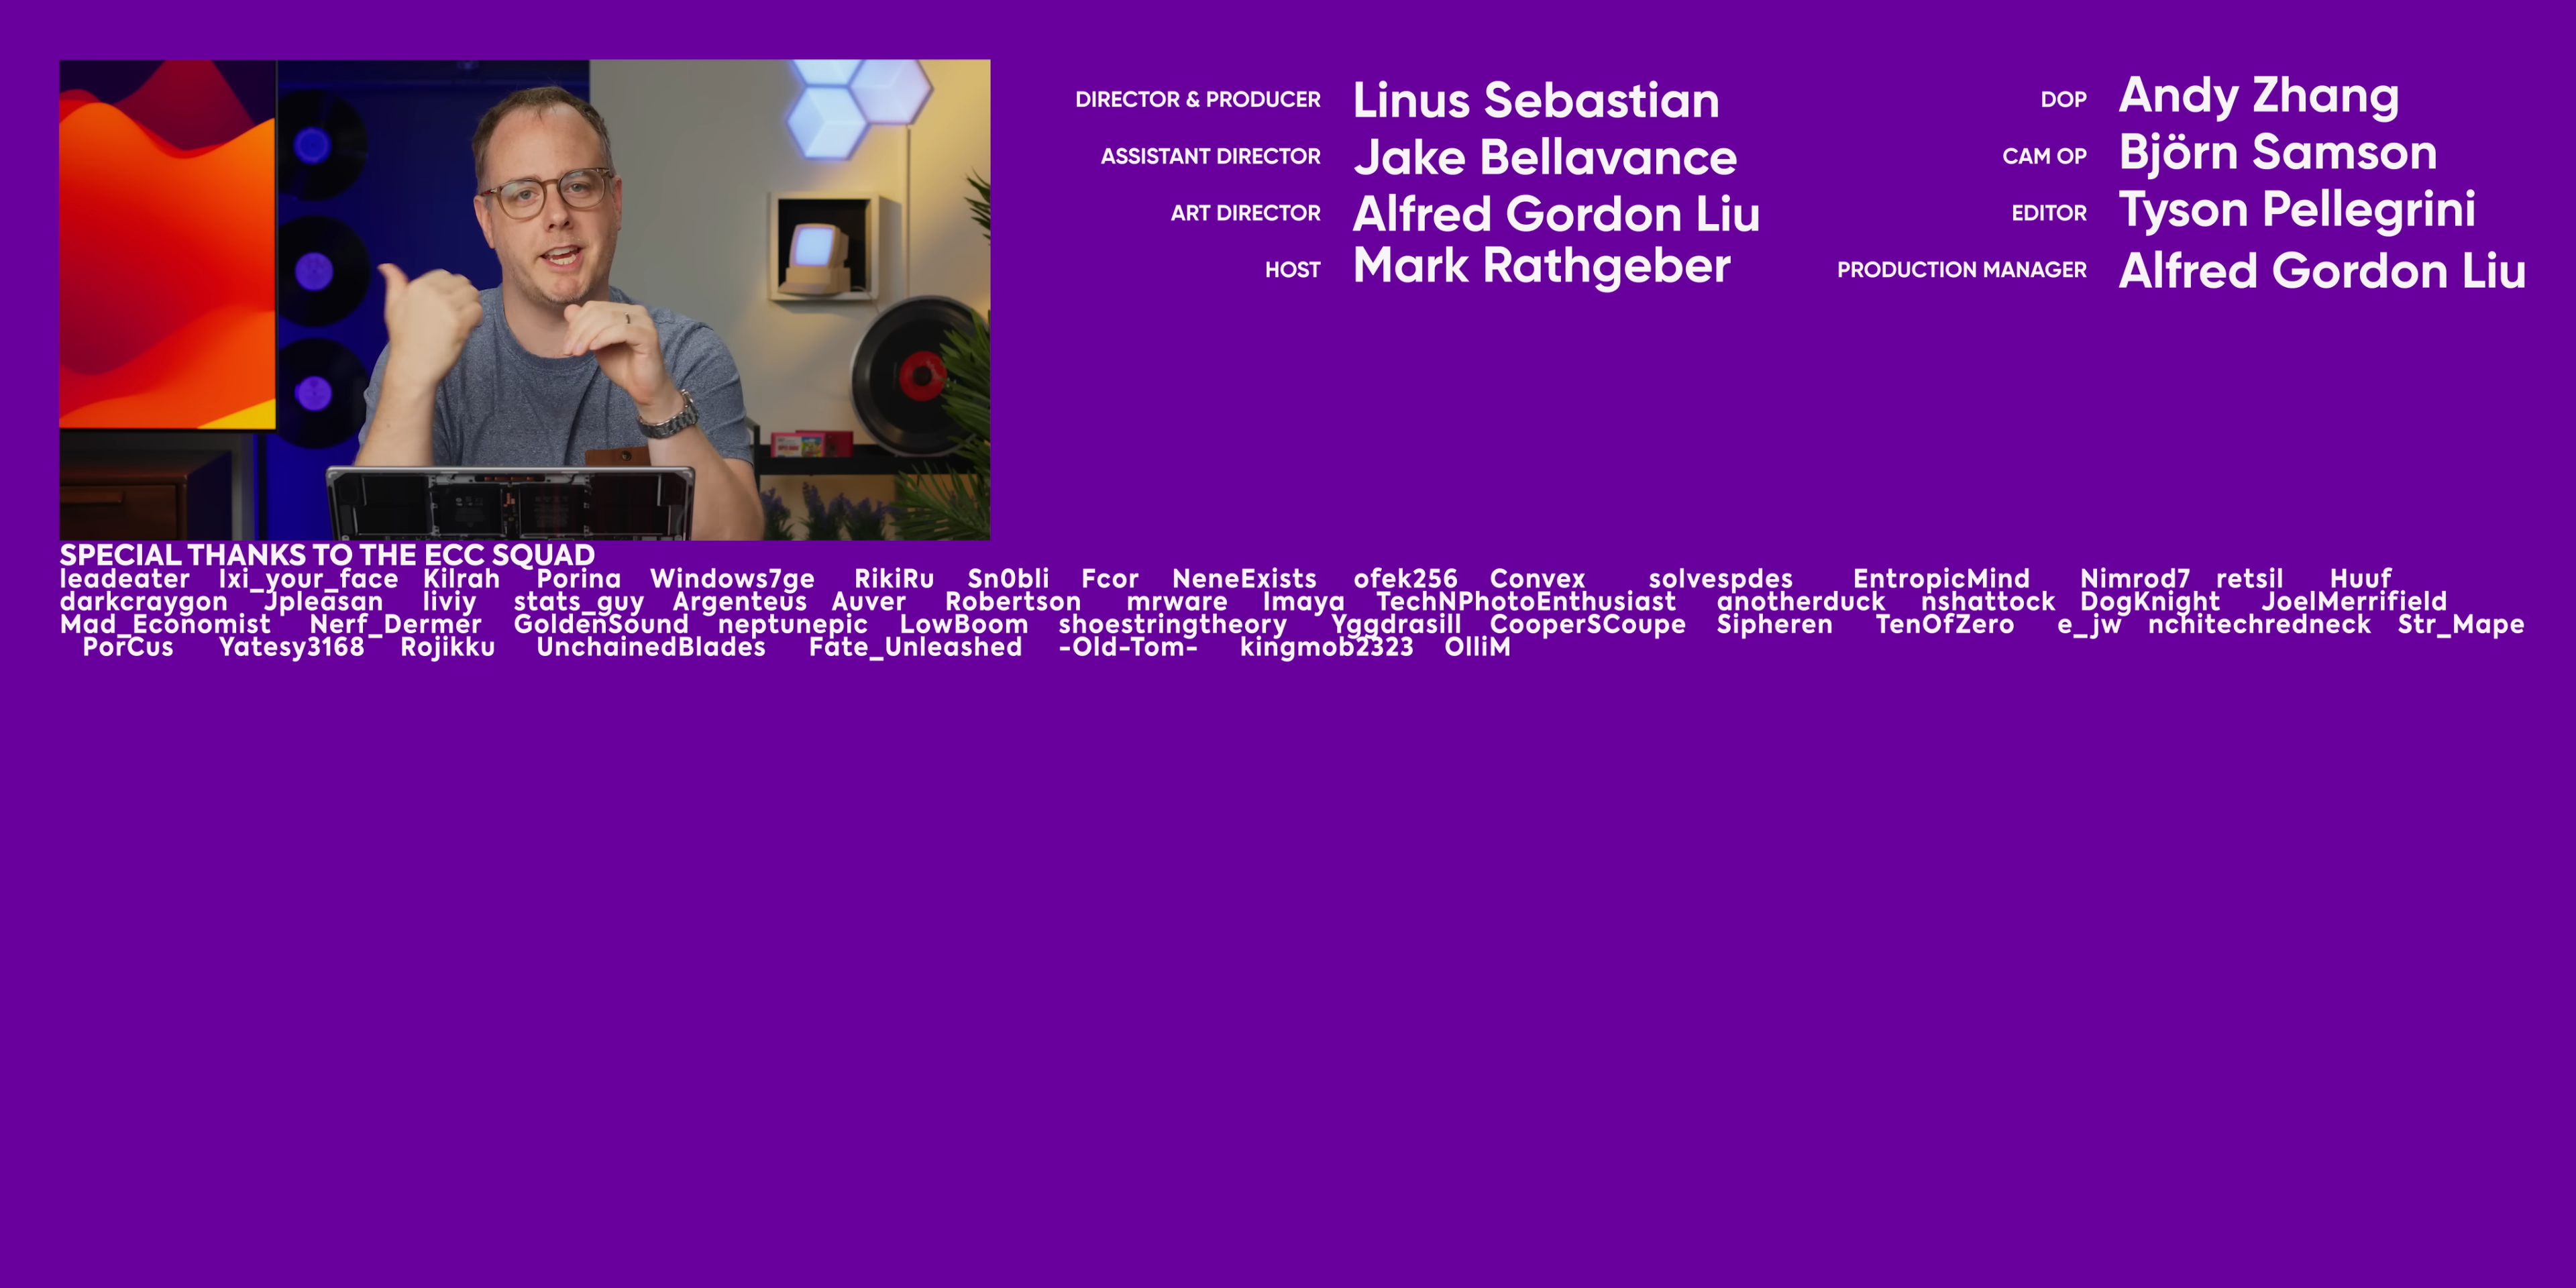 DIRECTOR & PRODUCER Linus Sebastian
ASSISTANT DIRECTOR Jake Bellavance
ART DIRECTOR Alfred Gordon Liu
HOST Mark Rathgeber
DOP Andy Zhang
CAM OP Björn Samson
EDITOR Tyson Pellegrini
PRODUCTION MANAGER Alfred Gordon Liu
SPECIAL THANKS TO THE ECC SQUAD
leadeater Ixi_your_face Kilrah Porina Windows7ge RikiRu Sn0bli Fcor NeneExists ofek256 Convex solvespdes EntropicMind Nimrod7 retsil Huuf
darkcraygon Jpleasan liviy stats_guy Argenteus Auver Robertson mrware Imaya TechNPhotoEnthusiast anotherduck nshattock DogKnight JoelMerrifield
Mad_Economist Nerf_Dermer GoldenSound neptunepic LowBoom shoestringtheory Yggdrasill CooperSCoupe Sipheren TenOfZero e_jw nchitechredneck Str_Mape
PorCus Yatesy3168 Rojikku UnchainedBlades Fate_Unleashed -Old-Tom- kingmob2323 OlliM